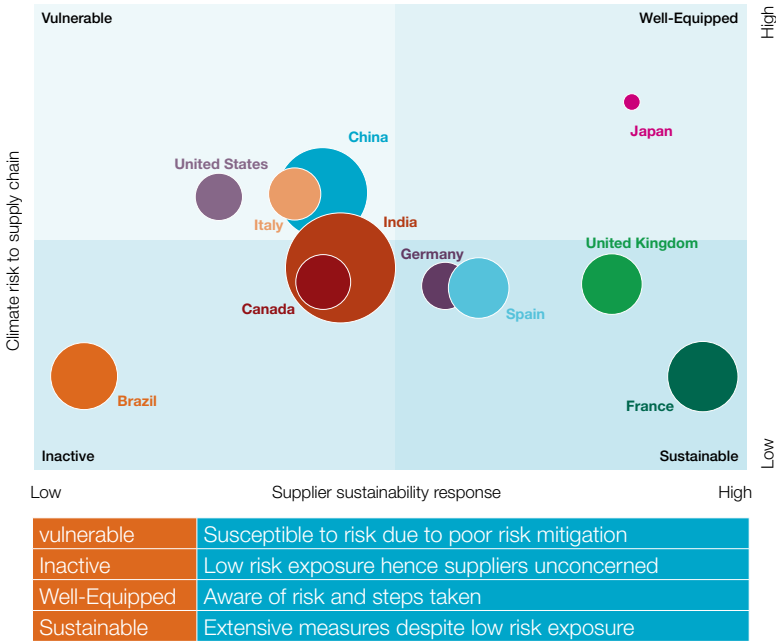 Vulnerable
Well-Equipped
High
Japan
China
United States
Italy
India
United Kingdom
Germany
Canada
Spain
Brazil
France
Climate risk to supply chain
Inactive
Sustainable
Low
Low
Supplier sustainability response
High
vulnerable Susceptible to risk due to poor risk mitigation
Inactive Low risk exposure hence suppliers unconcerned
Well-Equipped Aware of risk and steps taken
Sustainable Extensive measures despite low risk exposure